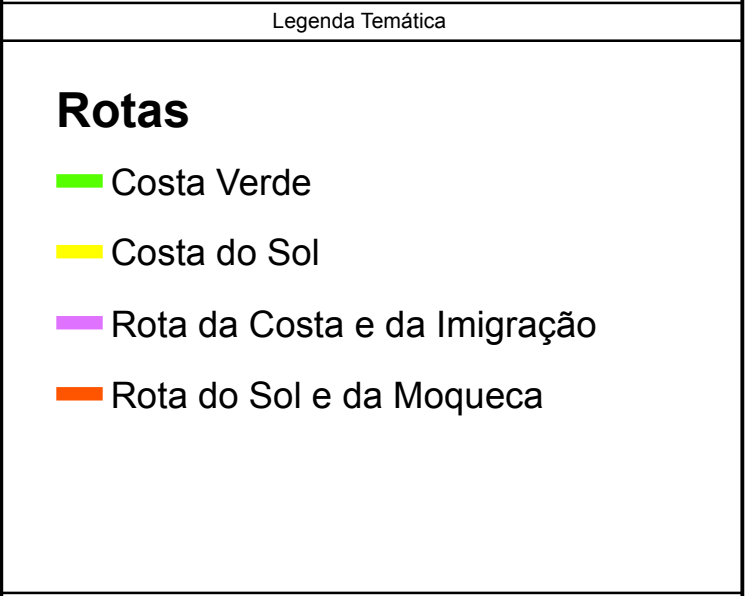 Legenda Temática
Rotas
Costa Verde
Costa do Sol
Rota da Costa e da Imigração
Rota do Sol e da Moqueca